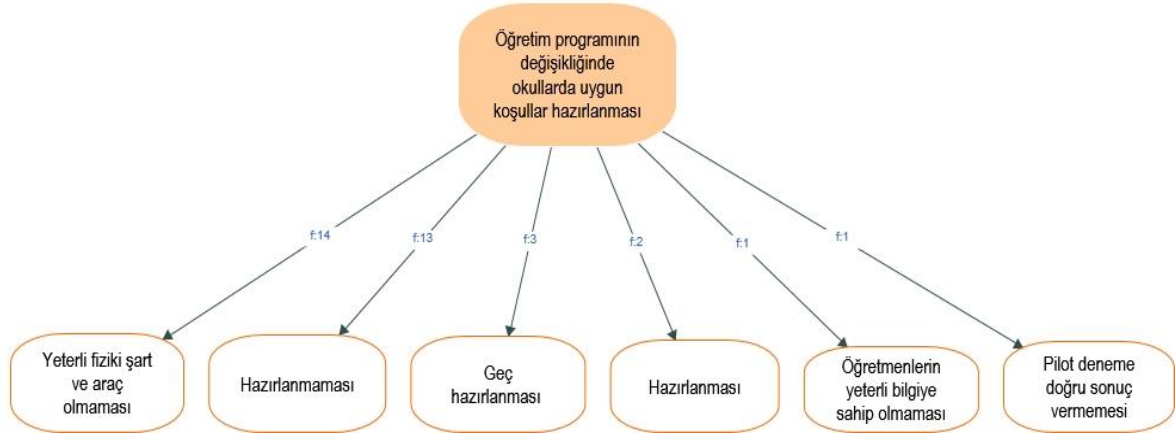 Öğretim programının
değişikliğinde
okullarda uygun
koşullar hazırlanması
f:14
f:13
f:3
f:2
f:1
f:1
Yeterli fiziki şart
ve araç
olmaması
Hazırlanmaması
Geç
hazırlanması
Hazırlanması
Öğretmenlerin
yeterli bilgiye
sahip olmaması
Pilot deneme
doğru sonuç
vermemesi